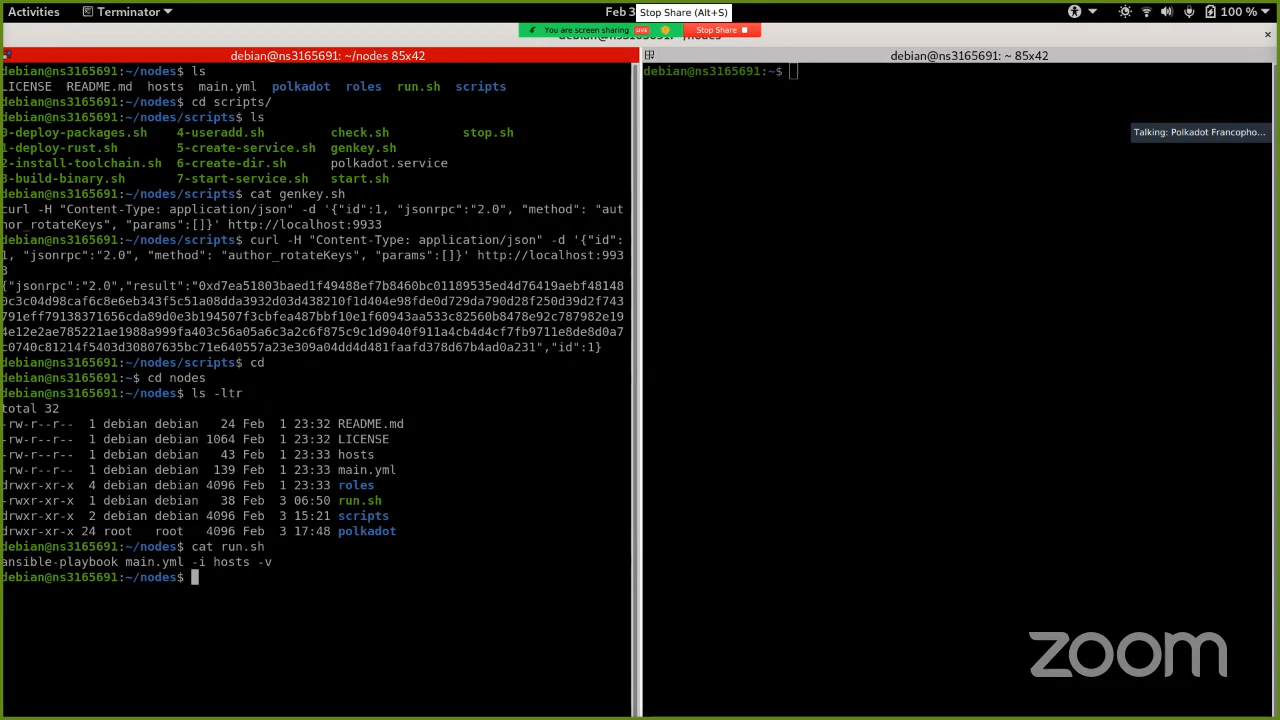 Activities Terminator Feb 3 Stop Share (Alt+S) 100 %
You are screen sharing LIVE Stop Share
debian@ns3165691: ~/nodes 85x42
debian@ns3165691: ~ 85x42
debian@ns3165691:~/nodes$ ls
LICENSE README.md hosts main.yml polkadot roles run.sh scripts
debian@ns3165691:~/nodes$ cd scripts/
debian@ns3165691:~/nodes/scripts$ ls
0-deploy-packages.sh 4-useradd.sh check.sh stop.sh
1-deploy-rust.sh 5-create-service.sh genkey.sh
2-install-toolchain.sh 6-create-dir.sh polkadot.service
3-build-binary.sh 7-start-service.sh start.sh
debian@ns3165691:~/nodes/scripts$ cat genkey.sh
curl -H "Content-Type: application/json" -d '{"id":1, "jsonrpc":"2.0", "method": "aut
hor_rotateKeys", "params":[]}' http://localhost:9933
debian@ns3165691:~/nodes/scripts$ curl -H "Content-Type: application/json" -d '{"id":
1, "jsonrpc":"2.0", "method": "author_rotateKeys", "params":[]}' http://localhost:993
3
{"jsonrpc":"2.0","result":"0xd7ea51803baed1f49488ef7b8460bc01189535ed4d76419aebf48148
0c3c04d98caf6c8e6eb343f5c51a08dda3932d03d438210f1d404e98fde0d729da790d28f250d39d2f743
791eff79138371656cda89d0e3b194507f3cbfea487bbf10e1f60943aa533c82560b8478e92c787982e19
4e12e2ae785221ae1988a999fa403c56a05a6c3a2c6f875c9c1d9040f911a4cb4d4cf7fb9711e8de8d0a7
c0740c81214f5403d30807635bc71e640557a23e309a04dd4d481faafd378d67b4ad0a231","id":1}
debian@ns3165691:~/nodes/scripts$ cd
debian@ns3165691:~$ cd nodes
debian@ns3165691:~/nodes$ ls -ltr
total 32
-rw-r--r-- 1 debian debian 24 Feb 1 23:32 README.md
-rw-r--r-- 1 debian debian 1064 Feb 1 23:32 LICENSE
-rw-r--r-- 1 debian debian 43 Feb 1 23:33 hosts
-rw-r--r-- 1 debian debian 139 Feb 1 23:33 main.yml
drwxr-xr-x 4 debian debian 4096 Feb 1 23:33 roles
-rwxr-xr-x 1 debian debian 38 Feb 3 06:50 run.sh
drwxr-xr-x 2 debian debian 4096 Feb 3 15:21 scripts
drwxr-xr-x 24 root root 4096 Feb 3 17:48 polkadot
debian@ns3165691:~/nodes$ cat run.sh
ansible-playbook main.yml -i hosts -v
debian@ns3165691:~/nodes$
debian@ns3165691:~$
Talking: Polkadot Francopho...
zoom